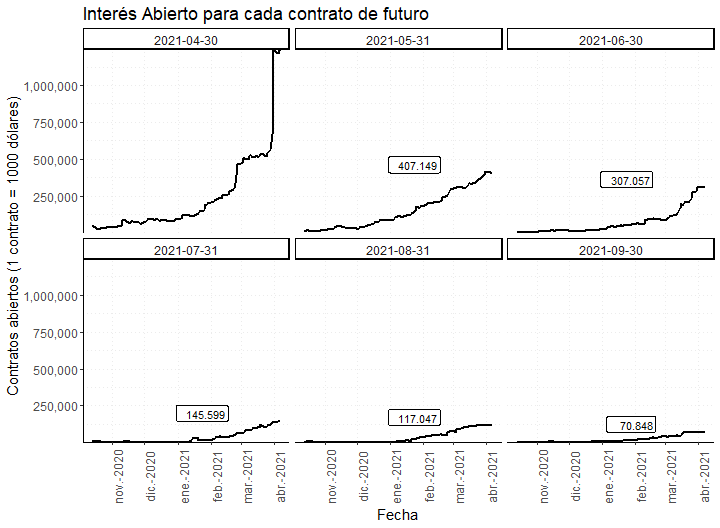 Interés Abierto para cada contrato de futuro
Contratos abiertos (1 contrato = 1000 dólares)
2021-04-30
2021-05-31
2021-06-30
1,000,000
750,000
500,000
250,000
407.149
307.057
2021-07-31
2021-08-31
2021-09-30
1,000,000
750,000
500,000
250,000
145.599
117.047
70.848
nov.-2020
dic.-2020
ene.-2021
feb.-2021
mar.-2021
abr.-2021
nov.-2020
dic.-2020
ene.-2021
feb.-2021
mar.-2021
abr.-2021
nov.-2020
dic.-2020
ene.-2021
feb.-2021
mar.-2021
abr.-2021
Fecha